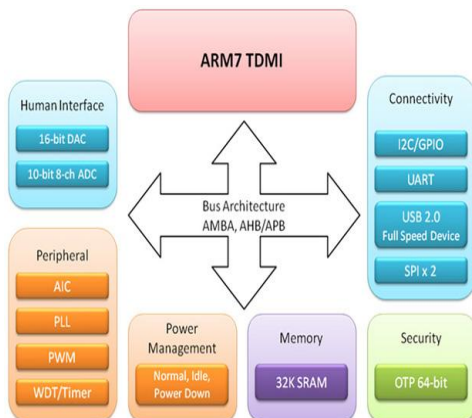 ARM7 TDMI
Human Interface
16-bit DAC
10-bit 8-ch ADC
Connectivity
I2C/GPIO
UART
USB 2.0
Full Speed Device
SPI x 2
Bus Architecture
AMBA, AHB/APB
Peripheral
AIC
PLL
PWM
WDT/Timer
Power
Management
Normal, Idle,
Power Down
Memory
32K SRAM
Security
OTP 64-bit